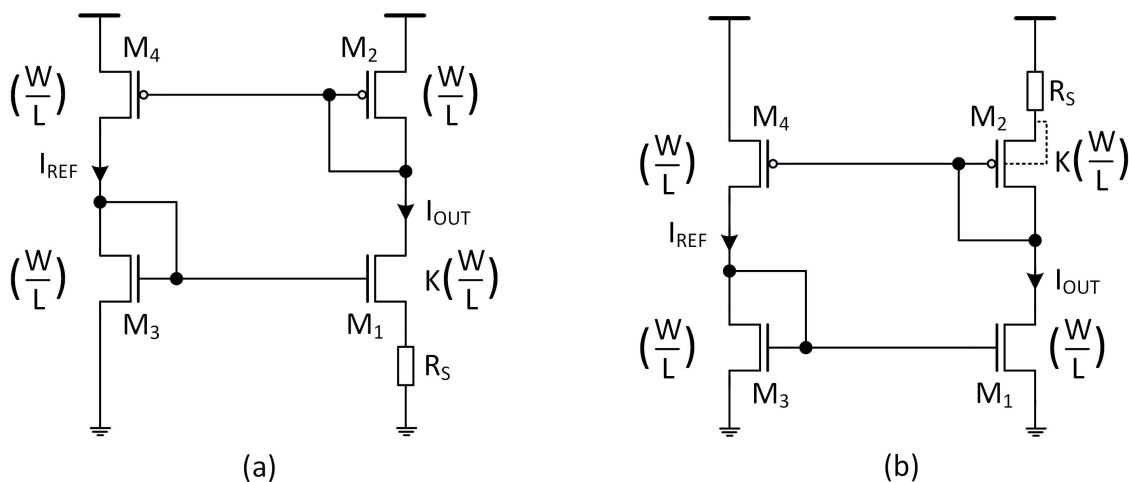 M4 M2
(W/L) (W/L)
IREF
IOUT
(W/L) K(W/L)
M3 M1
RS
(a)
RS
M4 M2
(W/L) K(W/L)
IREF
IOUT
(W/L) (W/L)
M3 M1
(b)